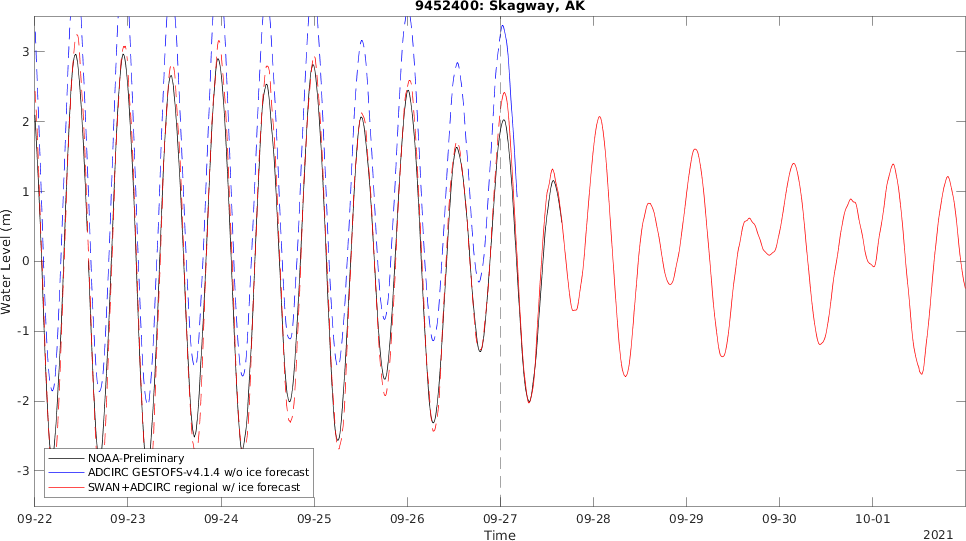 9452400: Skagway, AK
Water Level (m)
3
2
1
0
-1
-2
-3
NOAA-Preliminary
ADCIRC GESTOFS-v4.1.4 w/o ice forecast
SWAN+ADCIRC regional w/ ice forecast
09-22 09-23 09-24 09-25 09-26 09-27 09-28 09-29 09-30 10-01
Time
2021